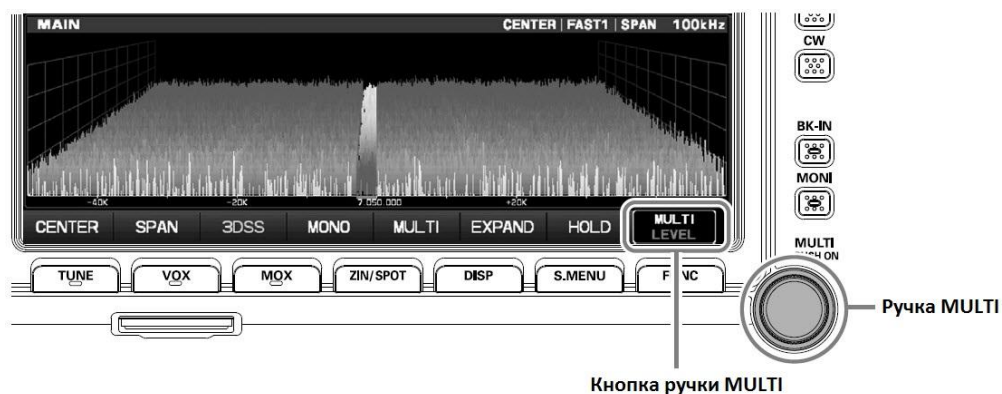 MAIN CENTER | FAST1 | SPAN 100kHz
CW
BK-IN
MONI
-40K -20K 7.050.000 +20K
CENTER SPAN 3DSS MONO MULTI EXPAND HOLD MULTI
LEVEL
MULTI
TUNE VOX MOX ZIN/SPOT DISP S.MENU
Ручка MULTI
Кнопка ручки MULTI